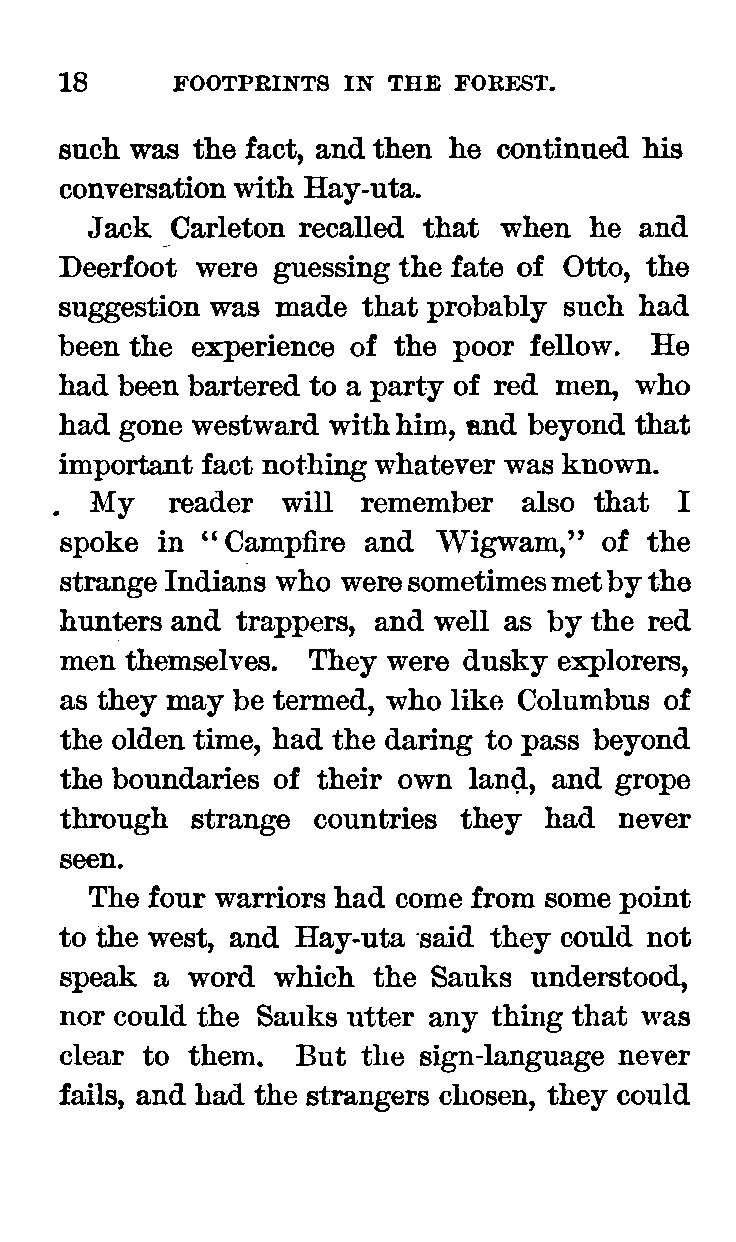 18 FOOTPRINTS IN THE FOREST.
such was the fact, and then he continued his
conversation with Hay-uta.
Jack Carleton recalled that when he and
Deerfoot were guessing the fate of Otto, the
suggestion was made that probably such had
been the experience of the poor fellow. He
had been bartered to a party of red men, who
had gone westward with him, and beyond that
important fact nothing whatever was known.
My reader will remember also that I
spoke in "Campfire and Wigwam," of the
strange Indians who were sometimes met by the
hunters and trappers, and well as by the red
men themselves. They were dusky explorers,
as they may be termed, who like Columbus of
the olden time, had the daring to pass beyond
the boundaries of their own land, and grope
through strange countries they had never
seen.
The four warriors had come from some point
to the west, and Hay-uta said they could not
speak a word which the Sauks understood,
nor could the Sauks utter any thing that was
clear to them. But the sign-language never
fails, and had the strangers chosen, they could